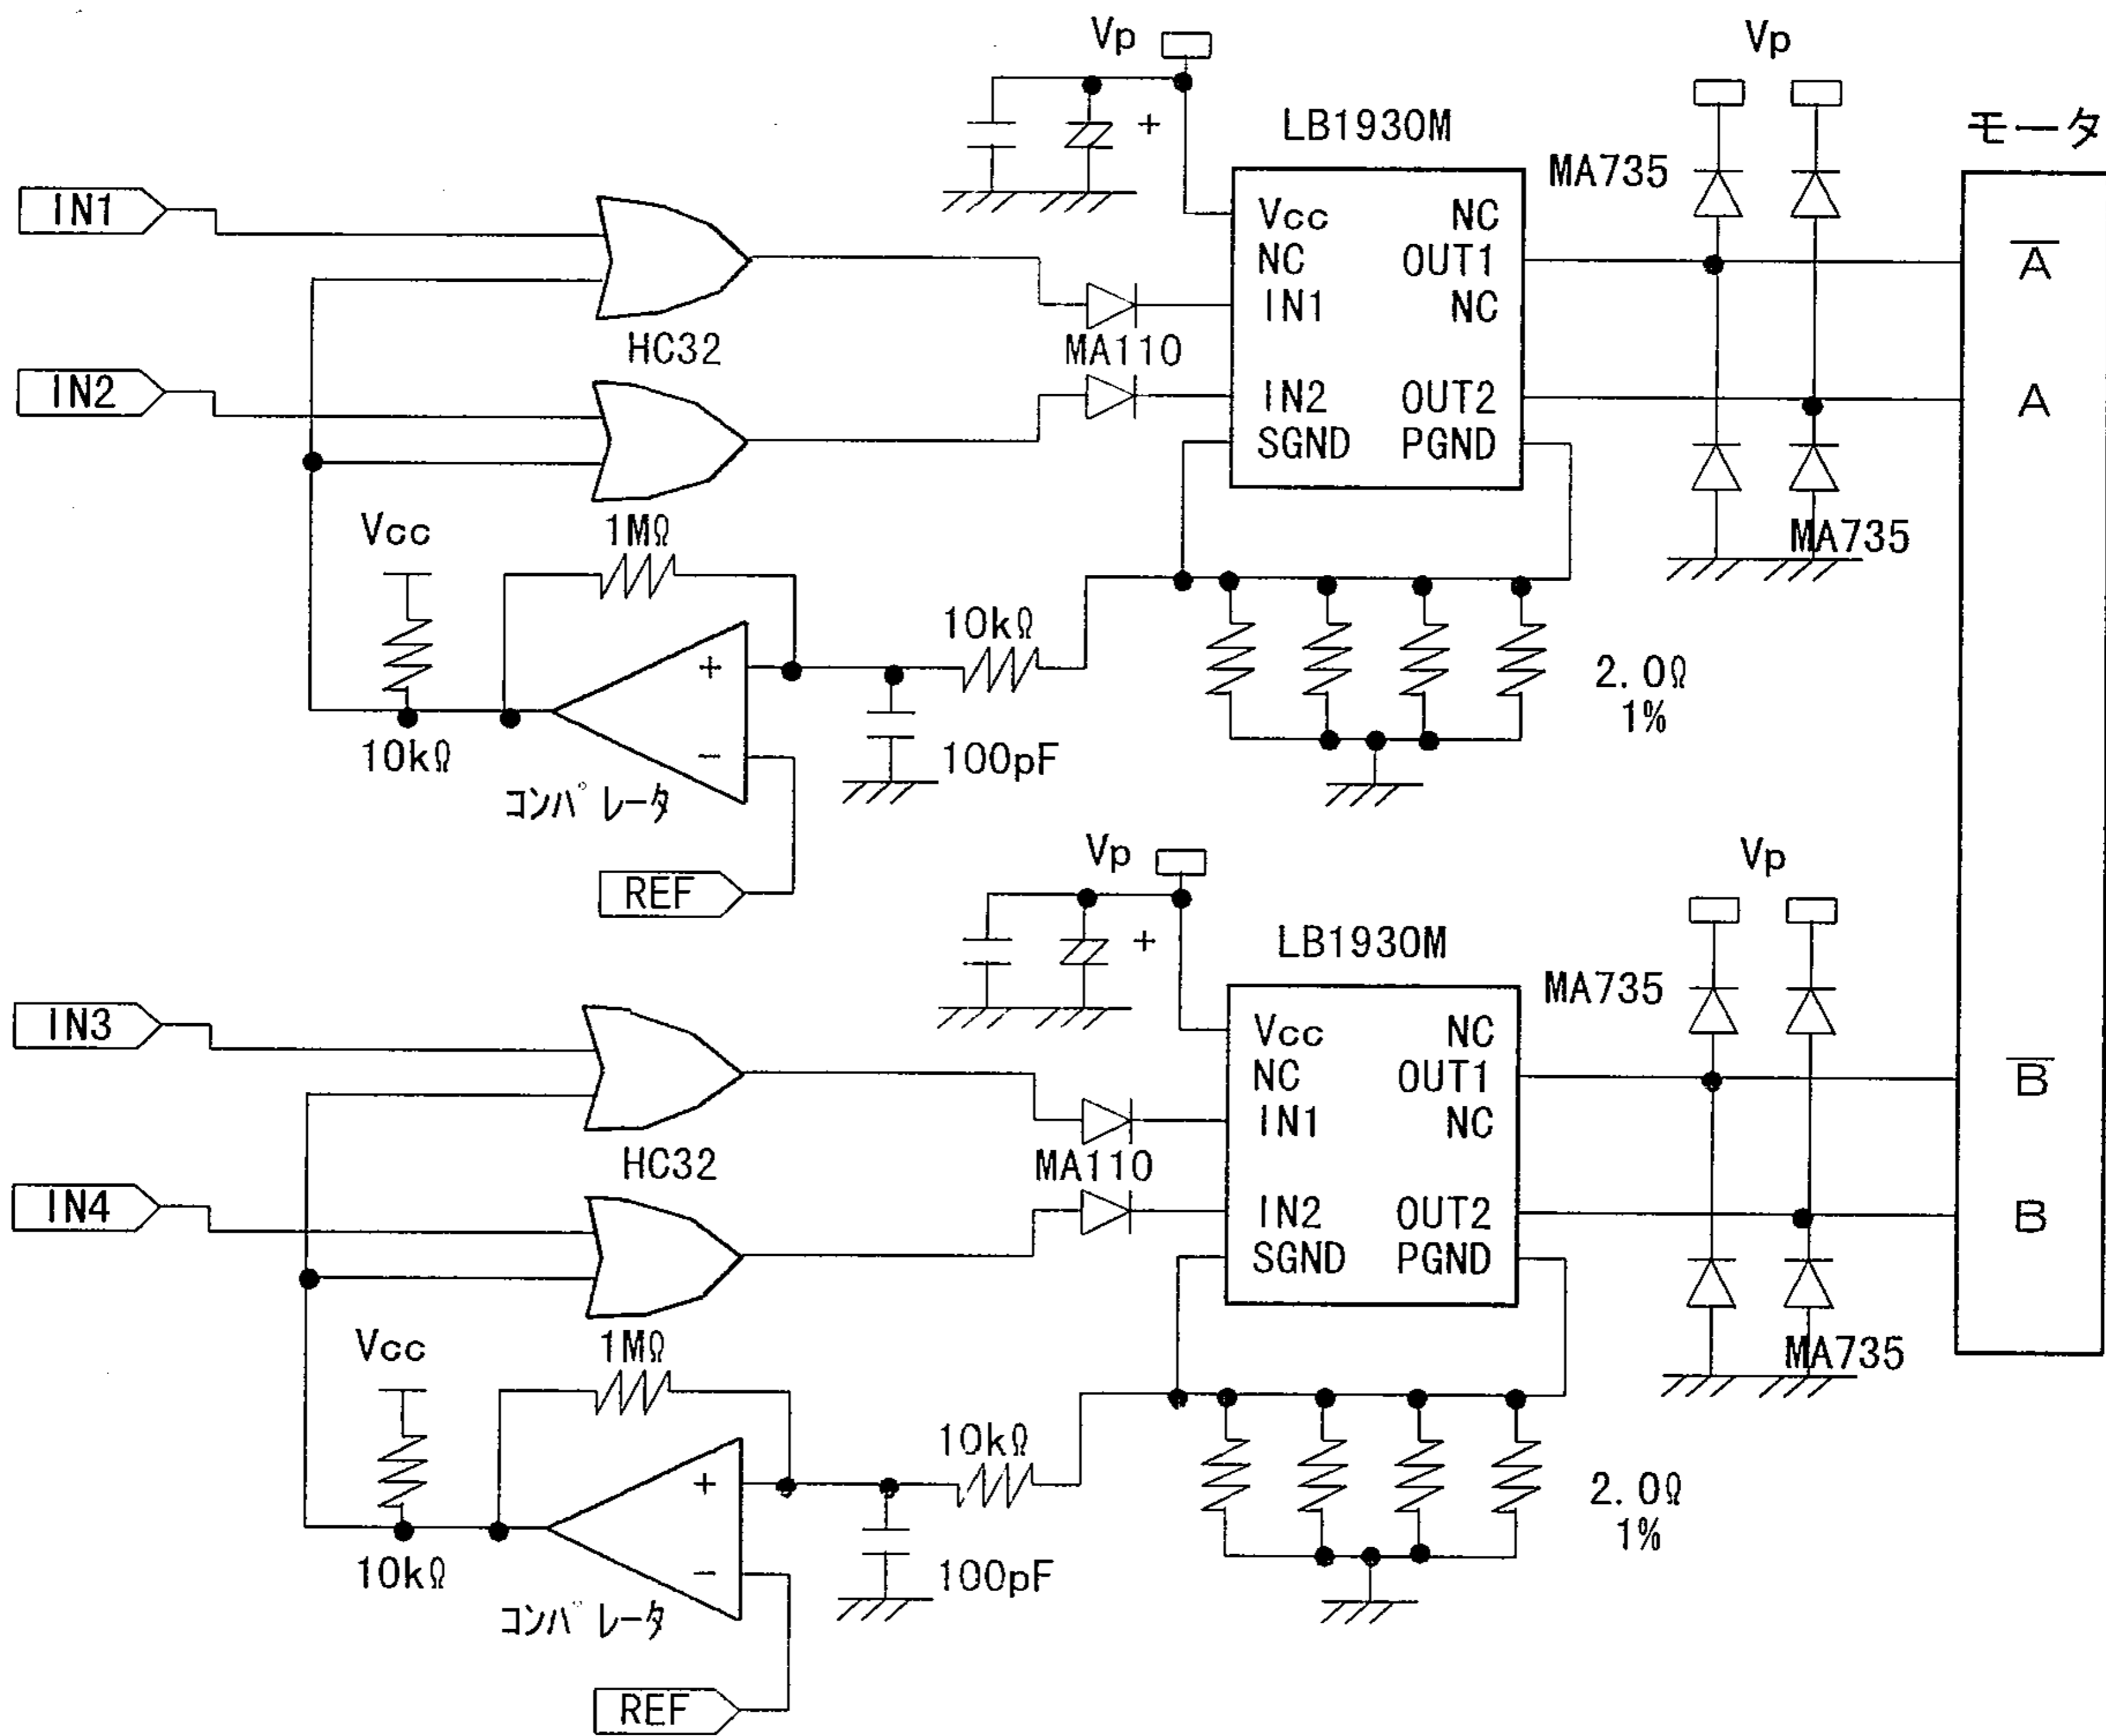 Vp
Vp
LB1930M
モータ
MA735
IN1
Vcc
NC
NC
OUT1
A
IN1
NC
HC32
MA110
IN2
IN2
OUT2
A
SGND
PGND
Vcc
1MΩ
MA735
10kΩ
+
2.0Ω
1%
10kΩ
-
100pF
コンパレータ
REF
Vp
Vp
+
LB1930M
MA735
IN3
Vcc
NC
NC
OUT1
B
IN1
NC
HC32
MA110
IN4
IN2
OUT2
B
SGND
PGND
Vcc
1MΩ
MA735
10kΩ
+
2.0Ω
1%
10kΩ
-
100pF
コンパレータ
REF
+